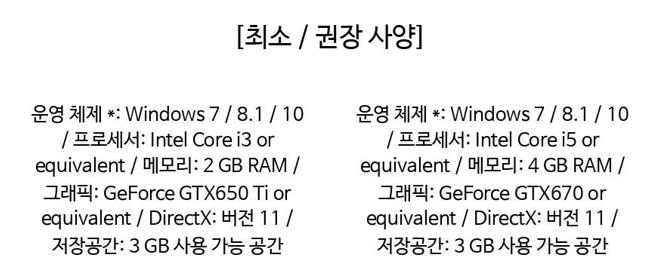 [최소 / 권장 사양]
운영 체제 *: Windows 7 / 8.1 / 10
/ 프로세서: Intel Core i3 or
equivalent / 메모리: 2 GB RAM /
그래픽: GeForce GTX650 Ti or
equivalent / DirectX: 버전 11 /
저장공간: 3 GB 사용 가능 공간
운영 체제 *: Windows 7 / 8.1 / 10
/ 프로세서: Intel Core i5 or
equivalent / 메모리: 4 GB RAM /
그래픽: GeForce GTX670 or
equivalent / DirectX: 버전 11 /
저장공간: 3 GB 사용 가능 공간